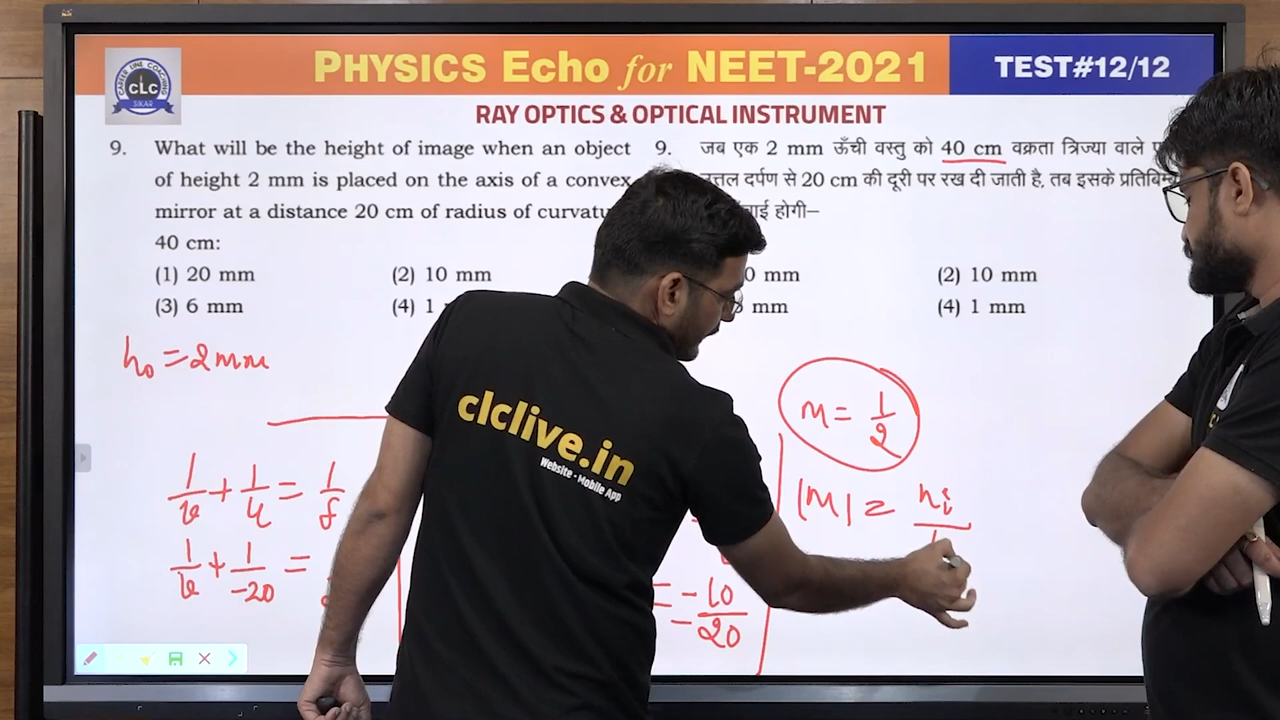 PHYSICS Echo for NEET-2021
TEST#12/12
CAREER LINE COACHING
CLC
SIKAR
RAY OPTICS & OPTICAL INSTRUMENT
9. What will be the height of image when an object
of height 2 mm is placed on the axis of a convex
mirror at a distance 20 cm of radius of
40 cm:
(1) 20 mm (2) 10 mm
(3) 6 mm (4) 1
9. जब एक 2 mm ऊँची वस्तु को 40 cm वक्रता त्रिज्या वाले
दर्पण से 20 cm की दूरी पर रख दी जाती है, तब इसके
होगी–
mm (2) 10 mm
mm (4) 1 mm
h₀ = 2mm
1/v + 1/u = 1/f
1/v + 1/-20 =
= -10/-20
m = 1/2
|m| = hi/
clclive.in
Website - Mobile App